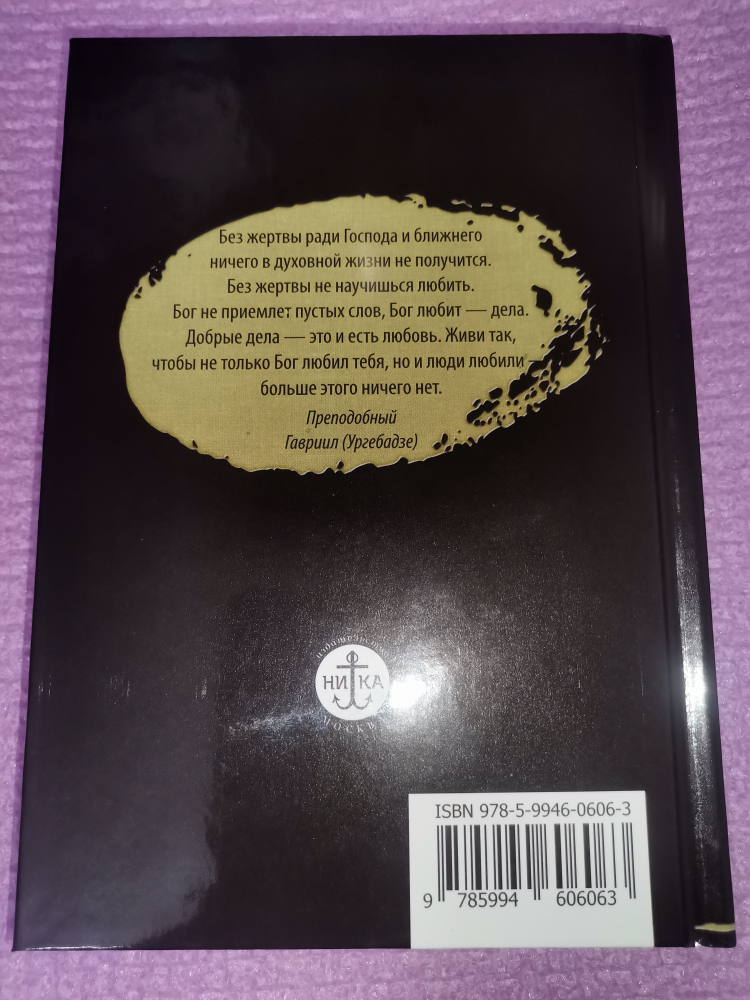 Без жертвы ради Господа и ближнего
ничего в духовной жизни не получится.
Без жертвы не научишься любить.
Бог не приемлет пустых слов, Бог любит — дела.
Добрые дела — это и есть любовь. Живи так,
чтобы не только Бог любил тебя, но и люди любили —
больше этого ничего нет.
Преподобный
Гавриил (Ургебадзе)
НИКА
ISBN 978-5-9946-0606-3
9 785994 606063